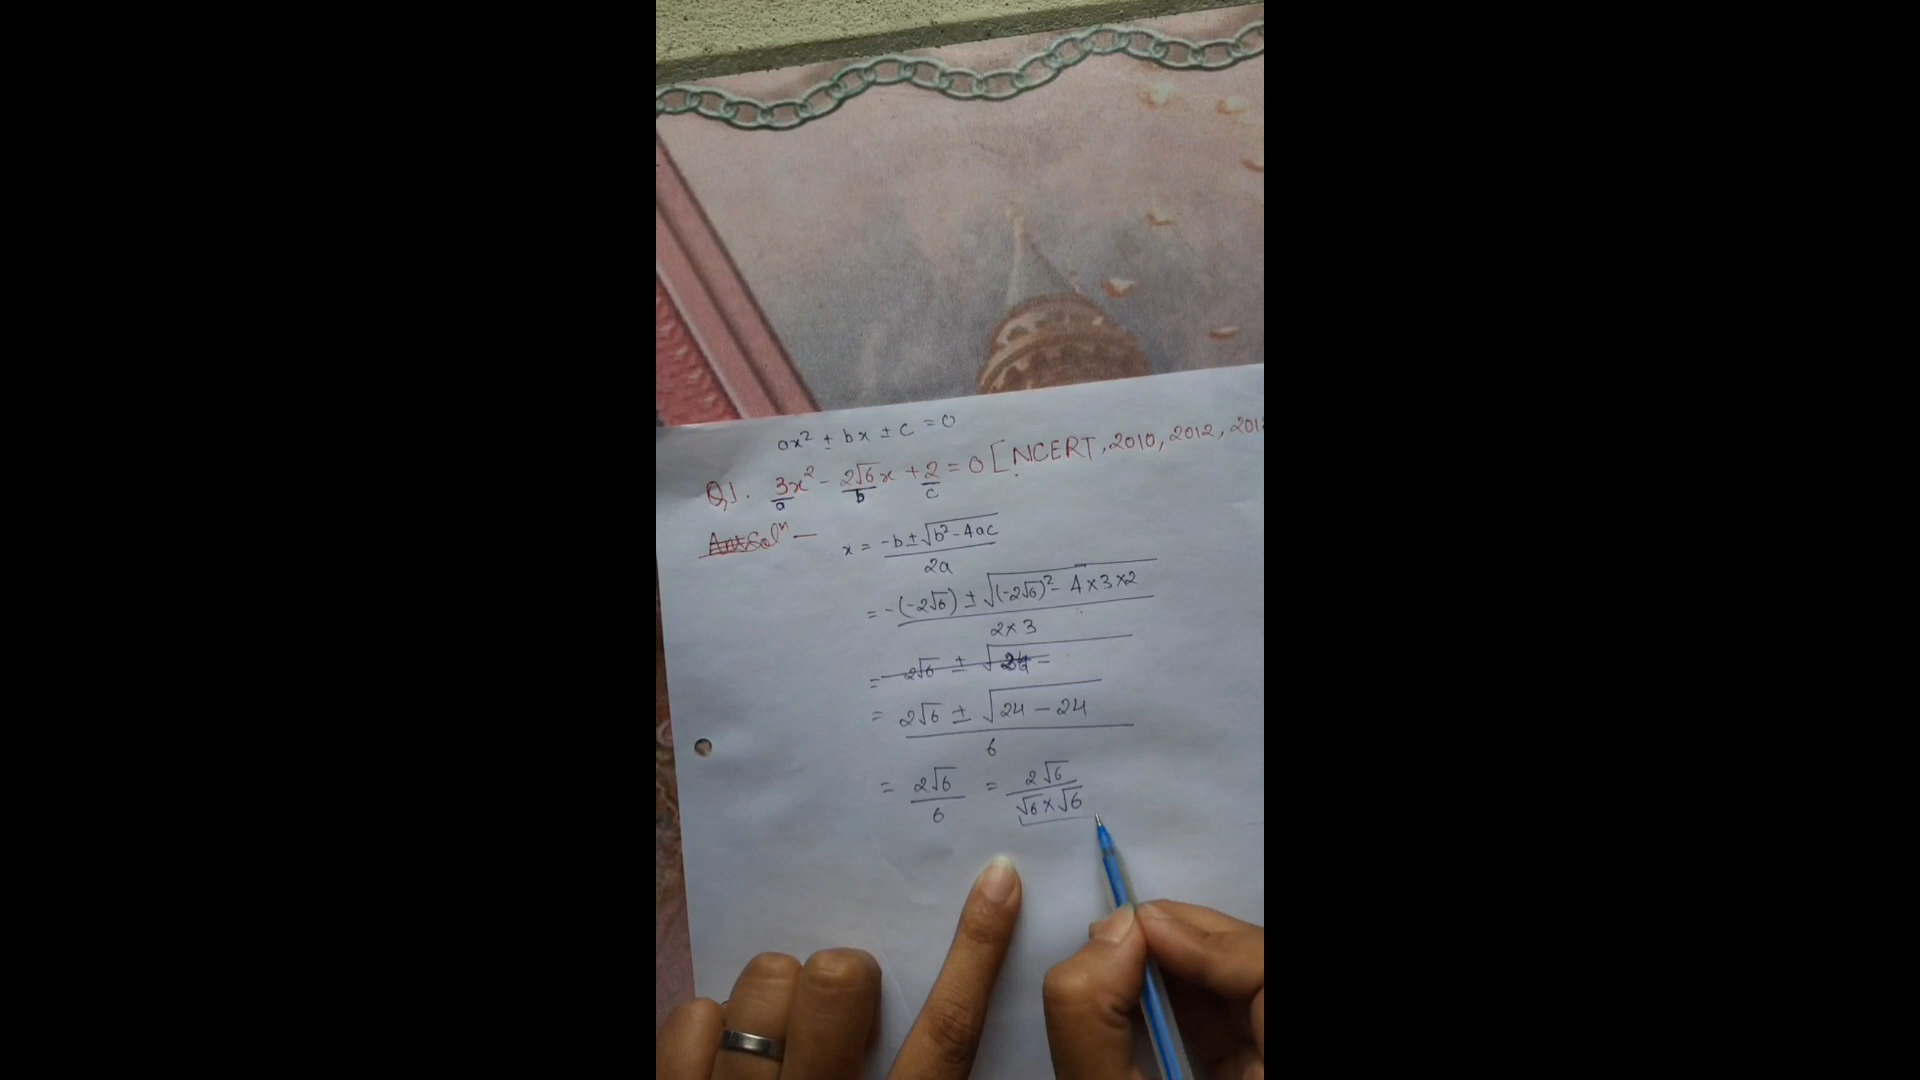 ax² ± bx ± c = 0
Q1. 3x² - 2√6x + 2 = 0 [NCERT, 2010, 2012, 201
a b c
Solⁿ — x = -b ± √b² - 4ac
2a
= -(-2√6) ± √(-2√6)² - 4×3×2
2×3
= 2√6 ±
= 2√6 ± √24 - 24
6
= 2√6 = 2√6
6 √6×√6